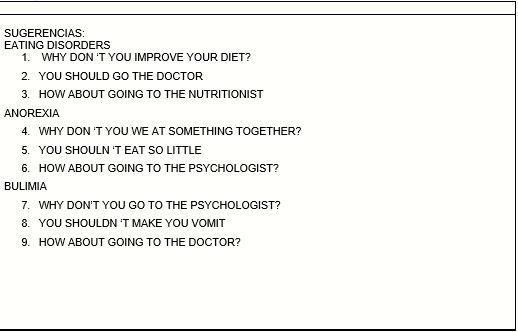 SUGERENCIAS:
EATING DISORDERS
1. WHY DON ‘T YOU IMPROVE YOUR DIET?
2. YOU SHOULD GO THE DOCTOR
3. HOW ABOUT GOING TO THE NUTRITIONIST
ANOREXIA
4. WHY DON ‘T YOU WE AT SOMETHING TOGETHER?
5. YOU SHOULN ‘T EAT SO LITTLE
6. HOW ABOUT GOING TO THE PSYCHOLOGIST?
BULIMIA
7. WHY DON'T YOU GO TO THE PSYCHOLOGIST?
8. YOU SHOULDN ‘T MAKE YOU VOMIT
9. HOW ABOUT GOING TO THE DOCTOR?